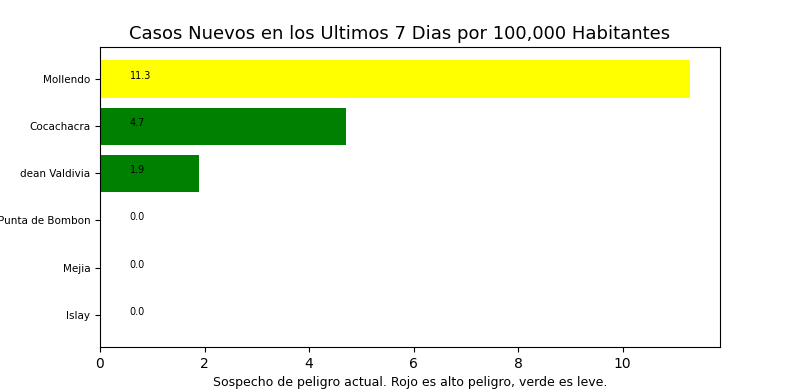 Casos Nuevos en los Ultimos 7 Dias por 100,000 Habitantes
Mollendo 11.3
Cocachacra 4.7
dean Valdivia 1.9
Punta de Bombon 0.0
Mejia 0.0
Islay 0.0
0 2 4 6 8 10
Sospecho de peligro actual. Rojo es alto peligro, verde es leve.